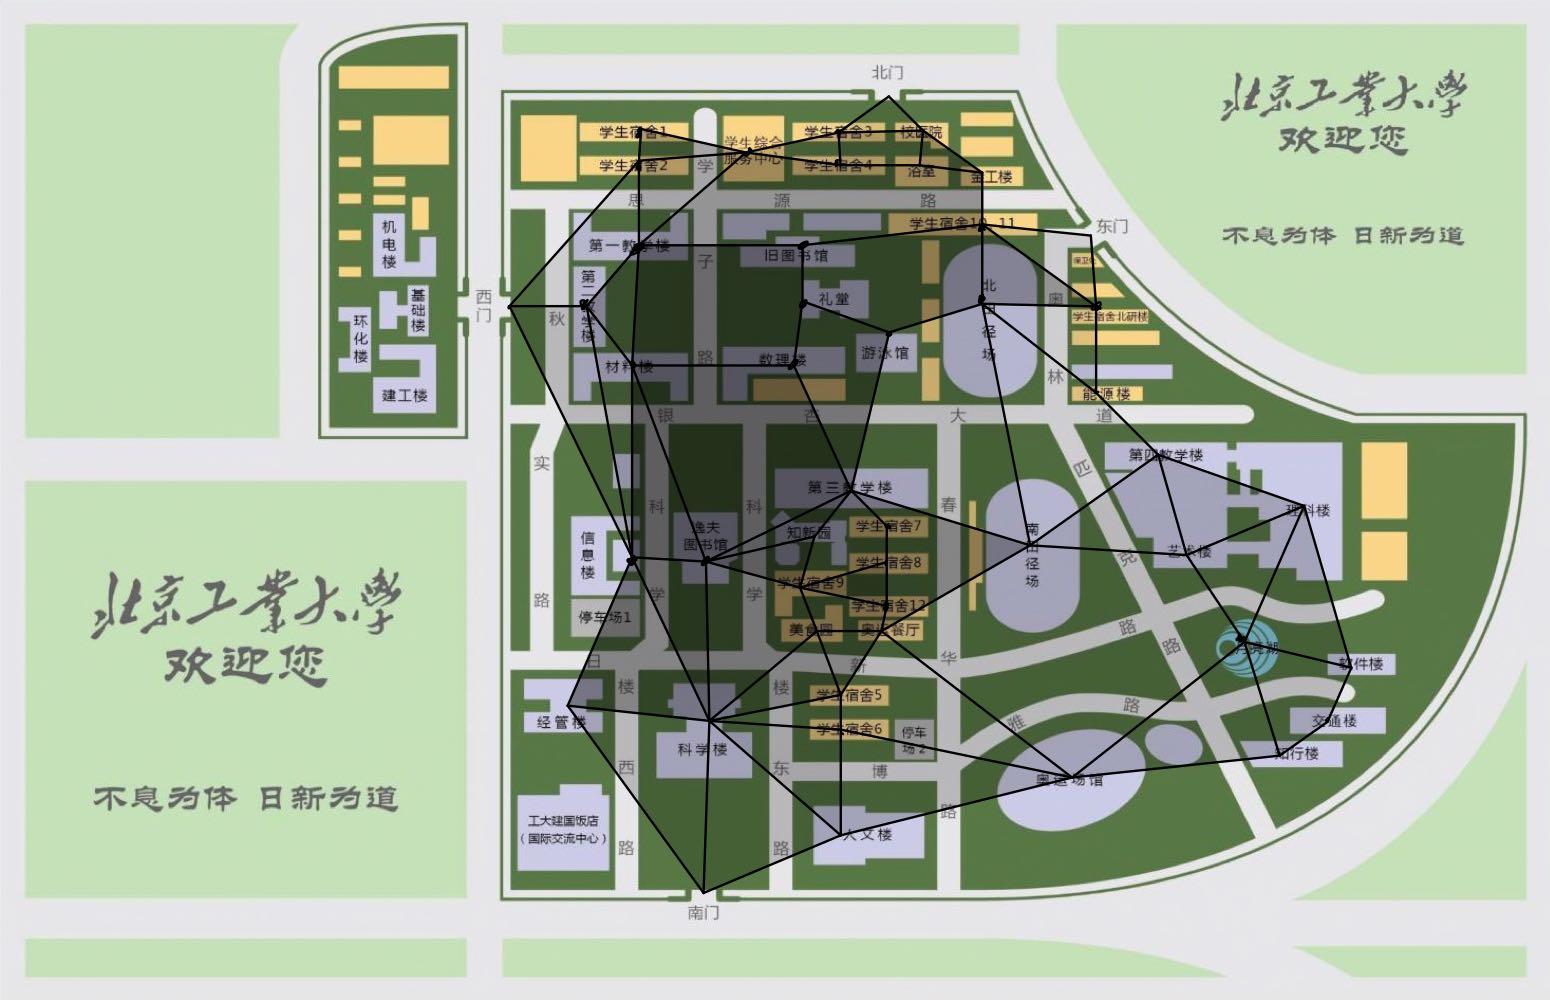 北门
北京工业大学
欢迎您
不息为体 日新为道
学生宿舍1
学生综合
服务中心
学生宿舍3
校医院
学生宿舍2
学生宿舍4
浴室
金工楼
学
思
源
路
机
电
楼
第一教学楼
子
旧图书馆
学生宿舍10、11
东门
保卫处
西
门
基
础
楼
环
化
楼
建工楼
秋
第
二
教
学
楼
礼堂
北
田
径
场
奥
学生宿舍北研楼
材料楼
路
数理楼
游泳馆
林
能源楼
银
杏
大
道
实
路
第三教学楼
春
匹
第四教学楼
科
科
信
息
楼
逸夫
图书馆
知新园
学生宿舍7
南
田
径
场
理科楼
艺术楼
克
学生宿舍8
学生宿舍9
学
学
停车场1
学生宿舍12
美食园
奥运餐厅
路
路
月亮湖
日
新
华
软件楼
北京工业大学
欢迎您
不息为体 日新为道
楼
楼
经管楼
学生宿舍5
学生宿舍6
停车
场2
雅
路
交通楼
科学楼
知行楼
西
东
博
奥运场馆
路
工大建国饭店
(国际交流中心)
人文楼
路
路
南门